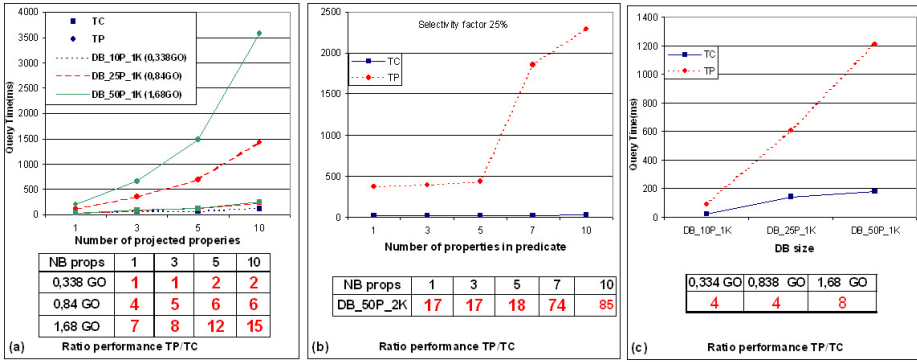 TC
TP
DB_10P_1K (0,338GO)
DB_25P_1K (0,84GO)
DB_50P_1K (1,68GO)
4000
3500
3000
2500
2000
1500
1000
500
0
Query Time(ms)
1 3 5 10
Number of projected properies
NB props 1 3 5 10
0,338 GO 1 1 2 2
0,84 GO 4 5 6 6
1,68 GO 7 8 12 15
(a) Ratio performance TP/TC
Selectivity factor 25%
2500
2000
1500
1000
500
0
TC
TP
1 3 5 7 10
Number of properties in predicate
NB props 1 3 5 7 10
DB_50P_2K 17 17 18 74 85
(b) Ratio performance TP/TC
1 400
1 200
1 000
800
600
400
200
0
Query Time(ms)
TC
TP
DB_10P_1K DB_25P_1K DB_50P_1K
DB size
0,334 GO 0,838 GO 1,68 GO
4 4 8
(c) Ratio performance TP/TC